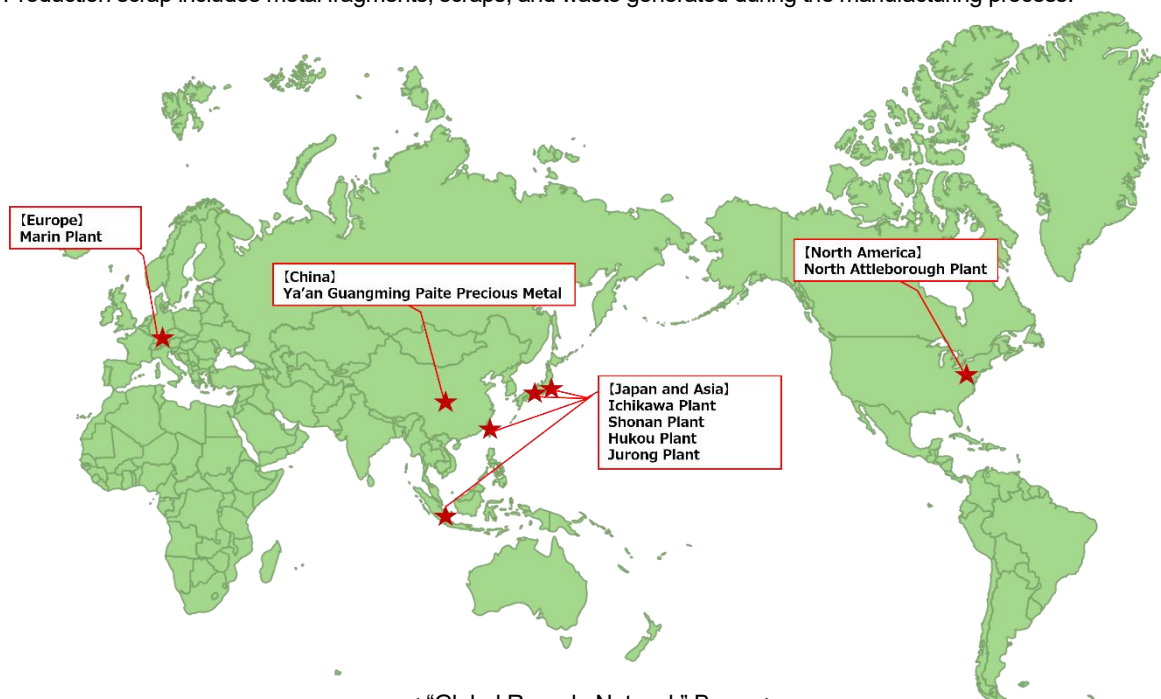 Production scrap includes metal fragments, scraps, and waste generated during the manufacturing process.
【Europe】
Marin Plant
【China】
Ya’an Guangming Paite Precious Metal
【North America】
North Attleborough Plant
【Japan and Asia】
Ichikawa Plant
Shonan Plant
Hukou Plant
Jurong Plant
“Global Recycle Network”